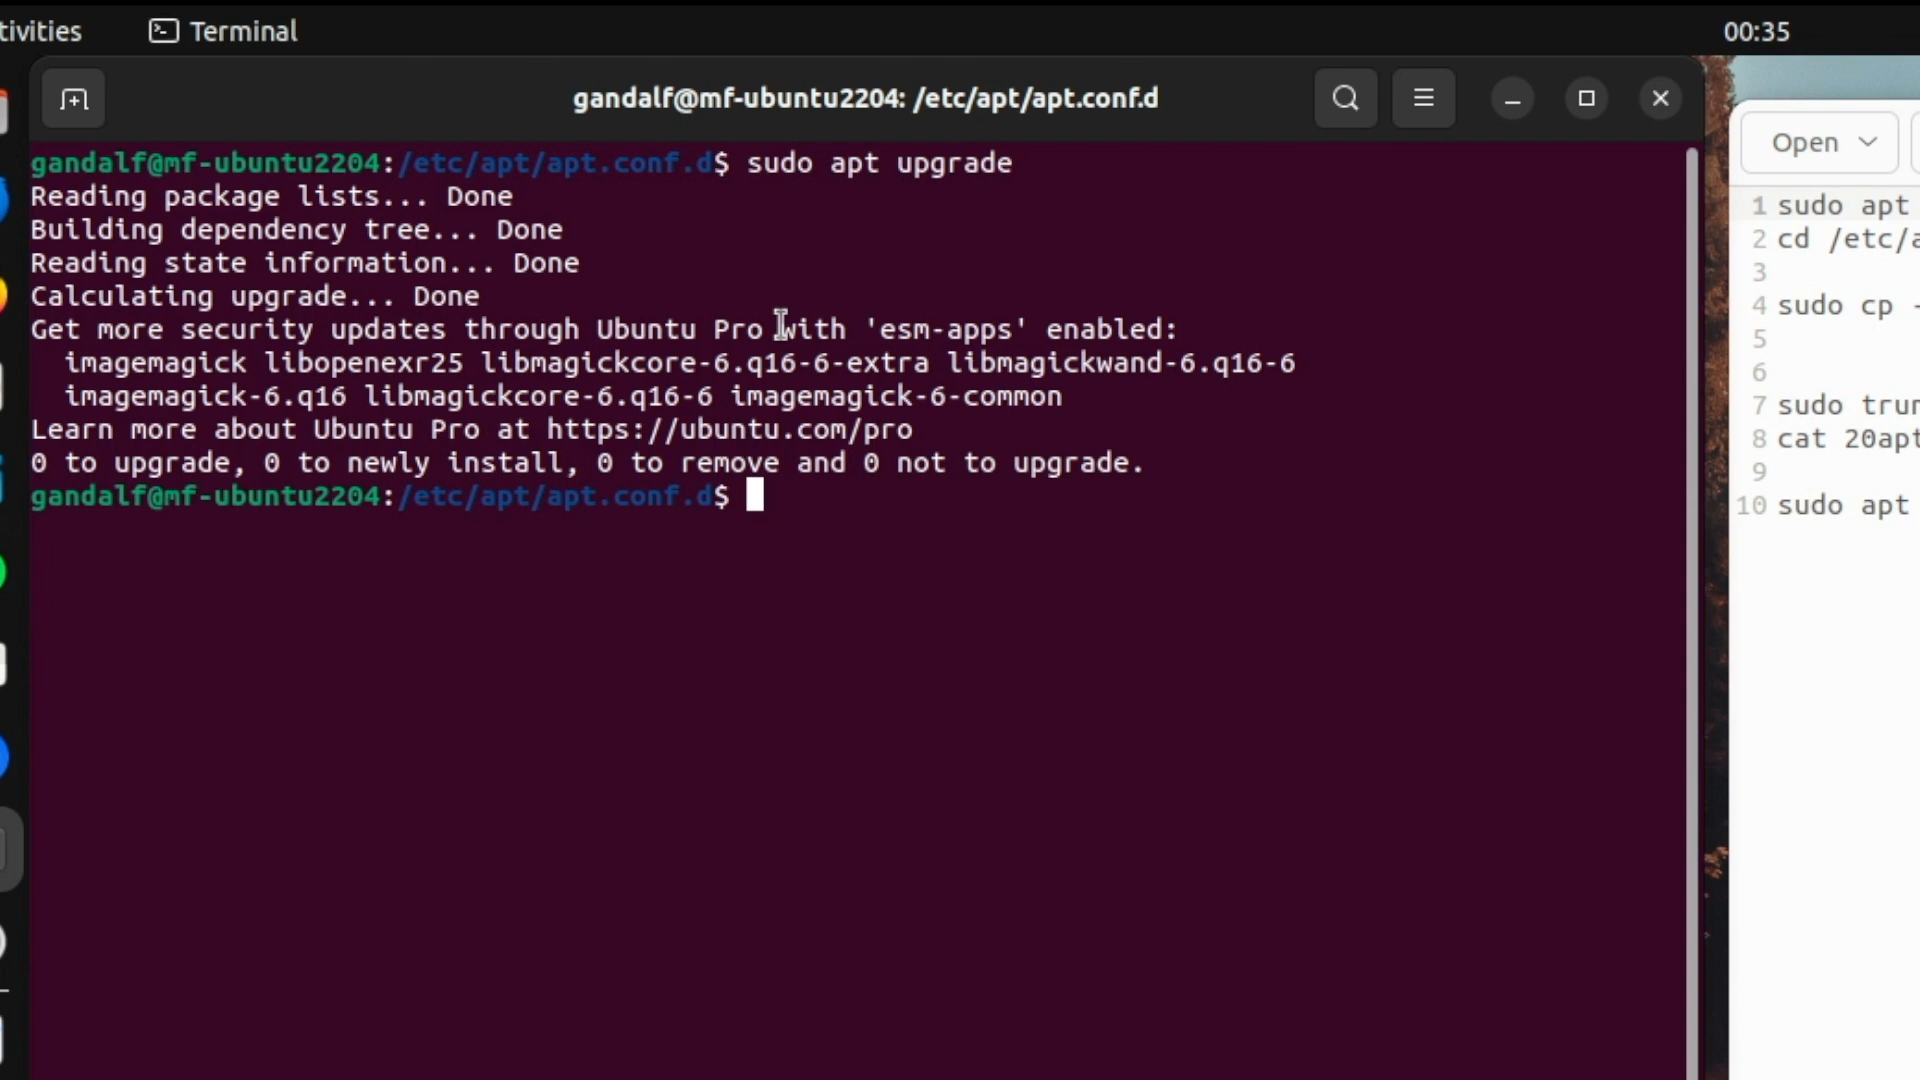 tivities
Terminal
00:35
gandalf@mf-ubuntu2204: /etc/apt/apt.conf.d
gandalf@mf-ubuntu2204:/etc/apt/apt.conf.d$ sudo apt upgrade
Reading package lists... Done
Building dependency tree... Done
Reading state information... Done
Calculating upgrade... Done
Get more security updates through Ubuntu Pro with 'esm-apps' enabled:
imagemagick libopenexr25 libmagickcore-6.q16-6-extra libmagickwand-6.q16-6
imagemagick-6.q16 libmagickcore-6.q16-6 imagemagick-6-common
Learn more about Ubuntu Pro at https://ubuntu.com/pro
0 to upgrade, 0 to newly install, 0 to remove and 0 not to upgrade.
gandalf@mf-ubuntu2204:/etc/apt/apt.conf.d$
Open
1 sudo apt
2 cd /etc/a
3
4 sudo cp -
5
6
7 sudo trun
8 cat 20apt
9
10 sudo apt